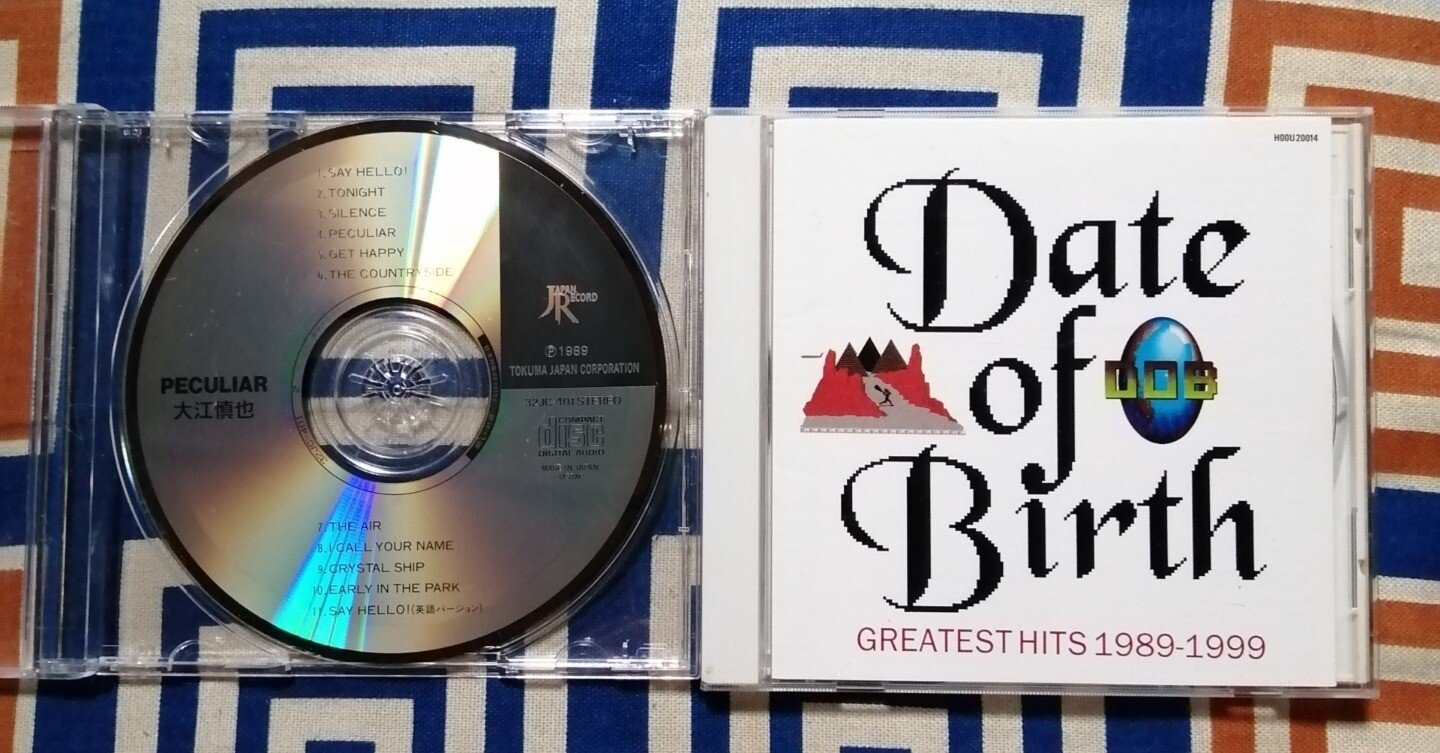 1. SAY HELLO!
2. TONIGHT
3. SILENCE
4. PECULIAR
5. GET HAPPY
6. THE COUNTRYSIDE
JAPAN
RECORD
Ⓟ1989
TOKUMA JAPAN CORPORATION
PECULIAR
大江慎也
32JC-401 STEREO
COMPACT
disc
DIGITAL AUDIO
MADE IN JAPAN
32JC-401
7. THE AIR
8. I CALL YOUR NAME
9. CRYSTAL SHIP
10. EARLY IN THE PARK
11. SAY HELLO! (英語バージョン)
H00U 20014
Date
of
DOB
Birth
GREATEST HITS 1989-1999